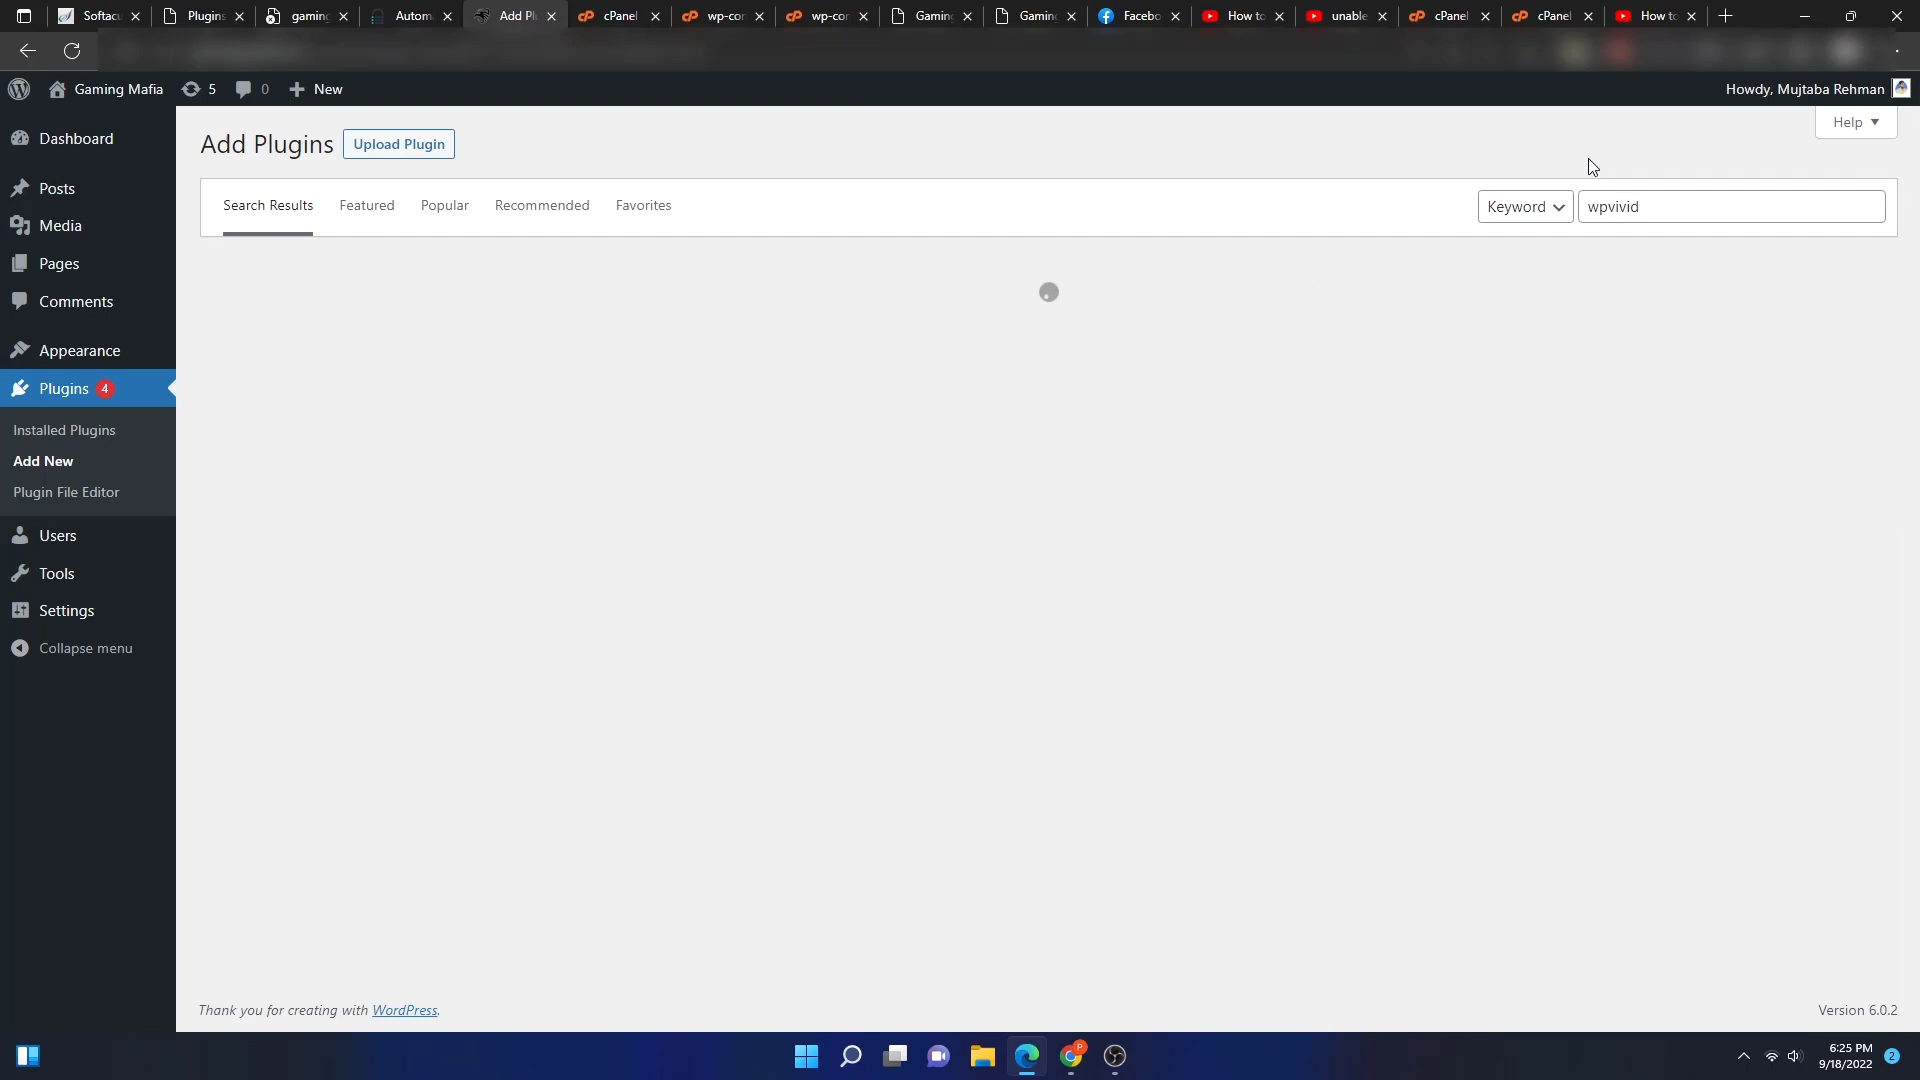 Softacu
Plugins
gaming
Autom
Add Pl
cPanel
wp-cor
wp-cor
Gaming
Gaming
Facebo
How to
unable
cPanel
cPanel
How to
Gaming Mafia
5
0
New
Howdy, Mujtaba Rehman
Dashboard
Posts
Media
Pages
Comments
Appearance
Plugins 4
Installed Plugins
Add New
Plugin File Editor
Users
Tools
Settings
Collapse menu
Add Plugins
Upload Plugin
Help
Search Results
Featured
Popular
Recommended
Favorites
Keyword
wpvivid
Thank you for creating with WordPress.
Version 6.0.2
P
6:25 PM
9/18/2022
2